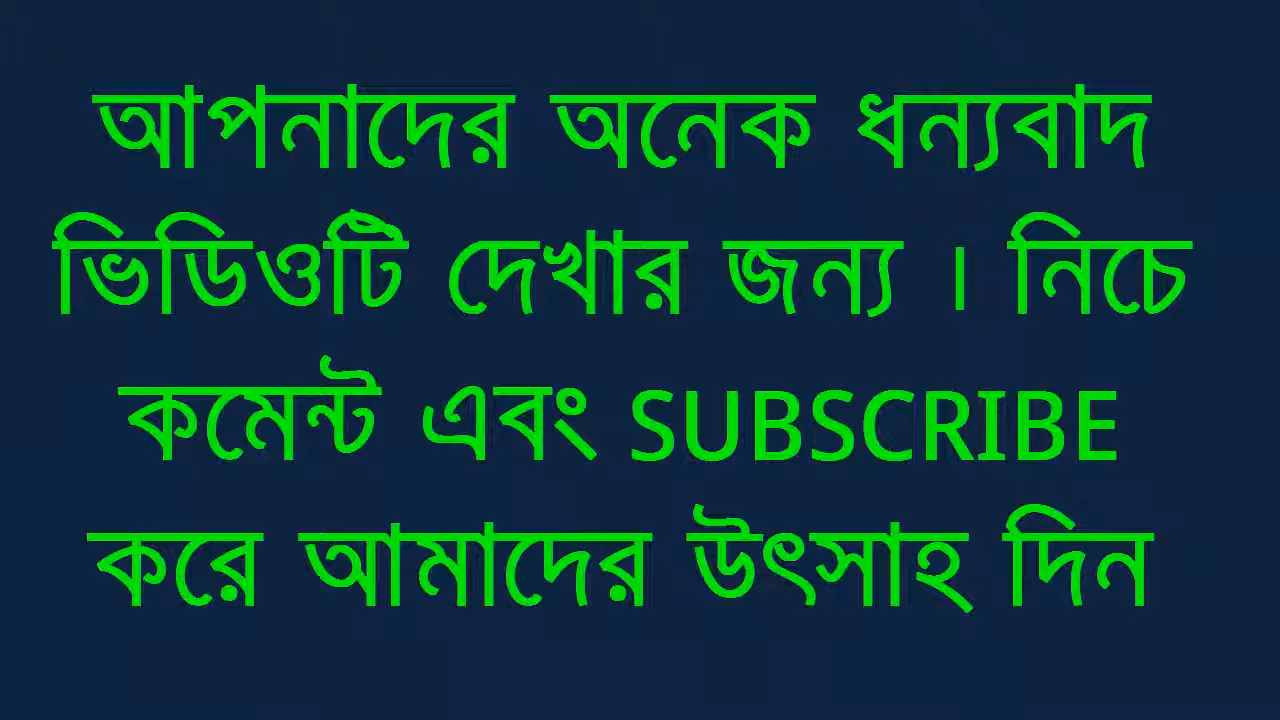 আপনাদের অনেক ধন্যবাদ
ভিডিওটি দেখার জন্য । নিচে
কমেন্ট এবং SUBSCRIBE
করে আমাদের উৎসাহ দিন